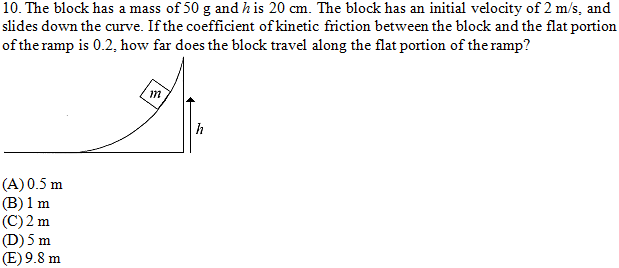 10. The block has a mass of 50 g and h is 20 cm. The block has an initial velocity of 2 m/s, and
slides down the curve. If the coefficient of kinetic friction between the block and the flat portion
of the ramp is 0.2, how far does the block travel along the flat portion of the ramp?
m
h
(A) 0.5 m
(B) 1 m
(C) 2 m
(D) 5 m
(E) 9.8 m